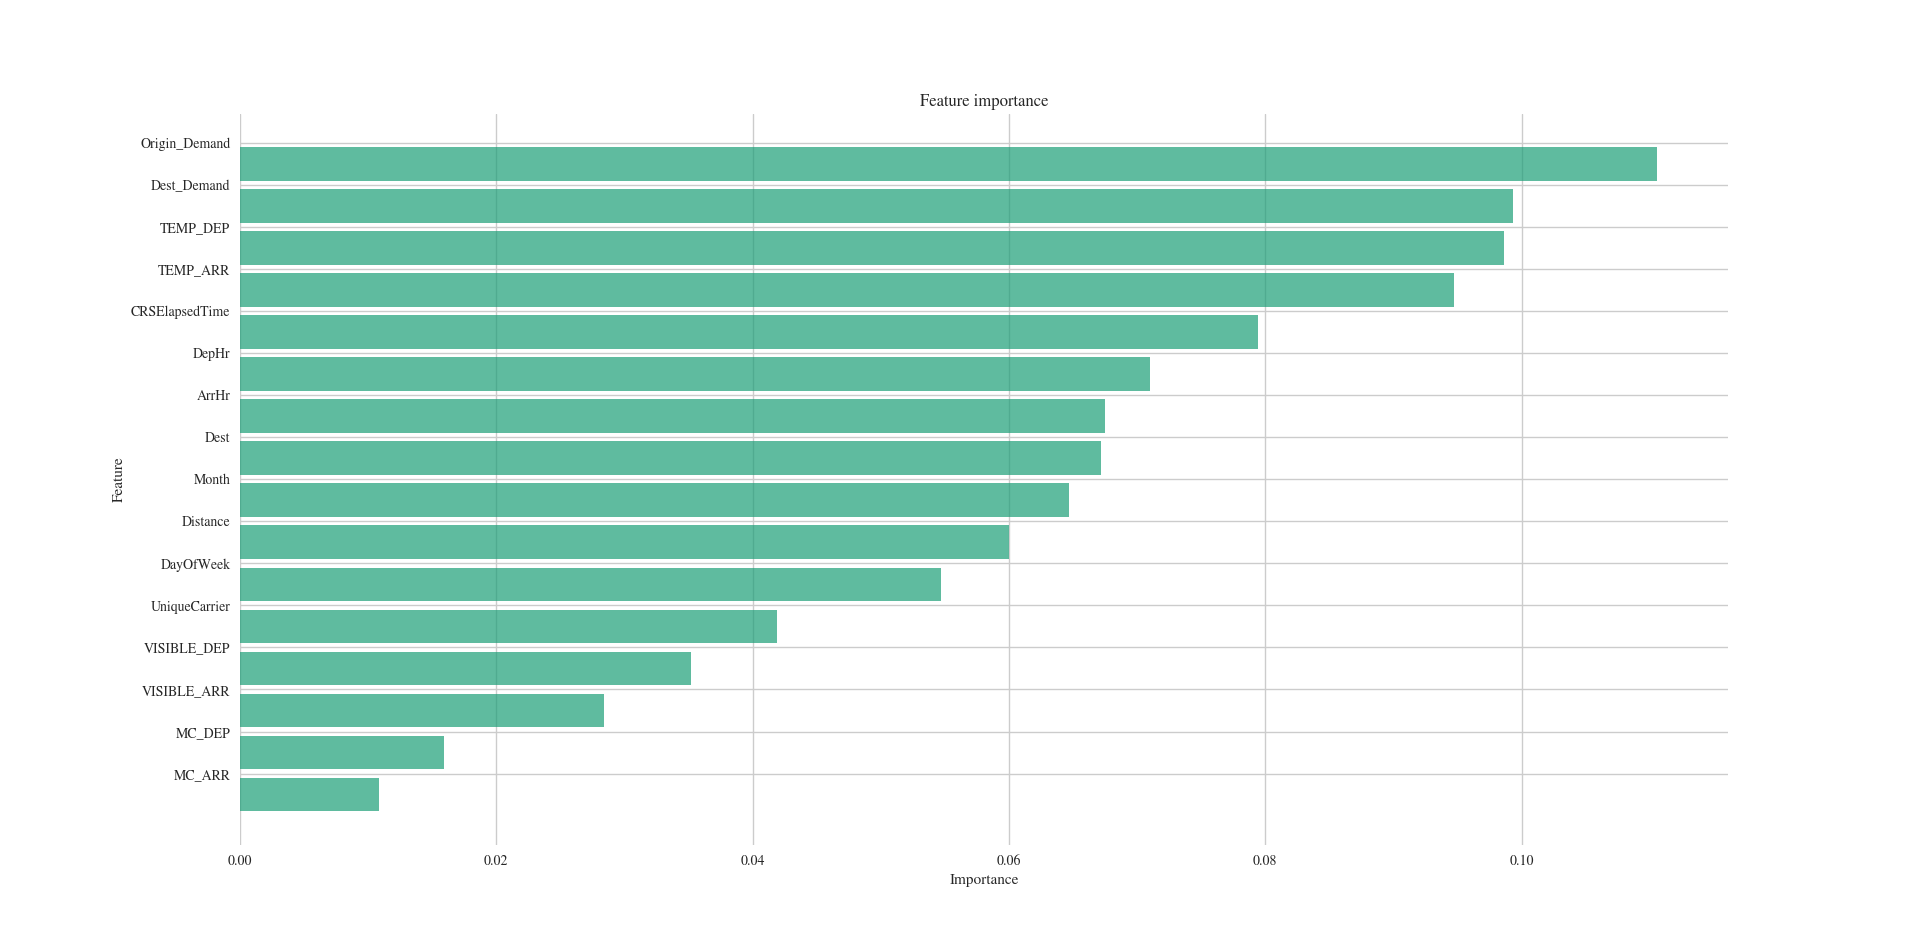 Feature importance
Origin_Demand
Dest_Demand
TEMP_DEP
TEMP_ARR
CRSElapsedTime
DepHr
ArrHr
Dest
Month
Distance
DayOfWeek
UniqueCarrier
VISIBLE_DEP
VISIBLE_ARR
MC_DEP
MC_ARR
Feature
0.00 0.02 0.04 0.06 0.08 0.10
Importance